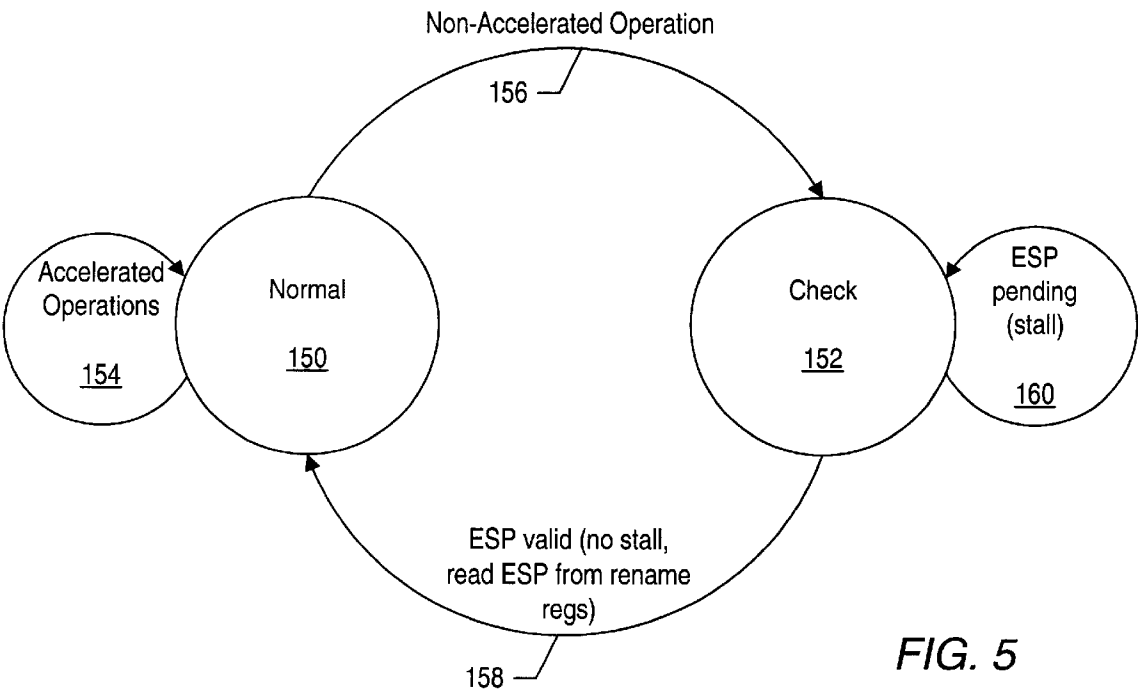 Non-Accelerated Operation
156
Accelerated
Operations
154
Normal
150
Check
152
ESP
pending
(stall)
160
ESP valid (no stall,
read ESP from rename
regs)
158
FIG. 5